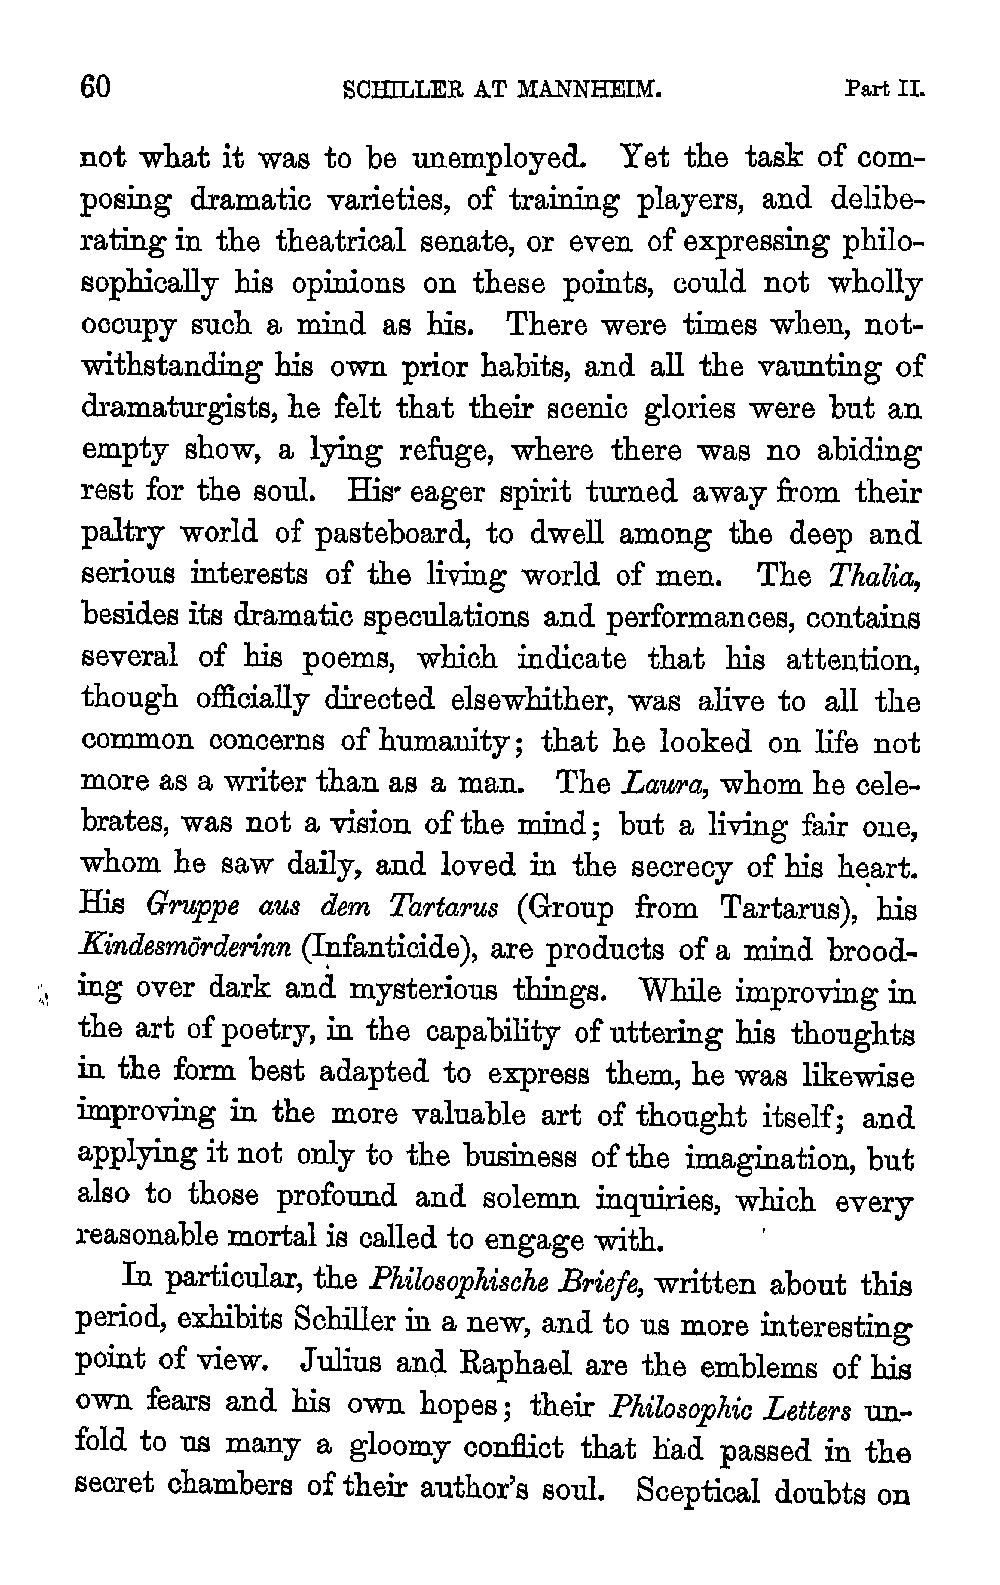 60 SCHILLER AT MANNHEIM. Part II.
not what it was to be unemployed. Yet the task of com-
posing dramatic varieties, of training players, and delibe-
rating in the theatrical senate, or even of expressing philo-
sophically his opinions on these points, could not wholly
occupy such a mind as his. There were times when, not-
withstanding his own prior habits, and all the vaunting of
dramaturgists, he felt that their scenic glories were but an
empty show, a lying refuge, where there was no abiding
rest for the soul. His eager spirit turned away from their
paltry world of pasteboard, to dwell among the deep and
serious interests of the living world of men. The Thalia,
besides its dramatic speculations and performances, contains
several of his poems, which indicate that his attention,
though officially directed elsewhither, was alive to all the
common concerns of humanity; that he looked on life not
more as a writer than as a man. The Laura, whom he cele-
brates, was not a vision of the mind; but a living fair one,
whom he saw daily, and loved in the secrecy of his heart.
His Gruppe aus dem Tartarus (Group from Tartarus), his
Kindesmörderinn (Infanticide), are products of a mind brood-
ing over dark and mysterious things. While improving in
the art of poetry, in the capability of uttering his thoughts
in the form best adapted to express them, he was likewise
improving in the more valuable art of thought itself; and
applying it not only to the business of the imagination, but
also to those profound and solemn inquiries, which every
reasonable mortal is called to engage with.
In particular, the Philosophische Briefe, written about this
period, exhibits Schiller in a new, and to us more interesting
point of view. Julius and Raphael are the emblems of his
own fears and his own hopes; their Philosophic Letters un-
fold to us many a gloomy conflict that had passed in the
secret chambers of their author's soul. Sceptical doubts on